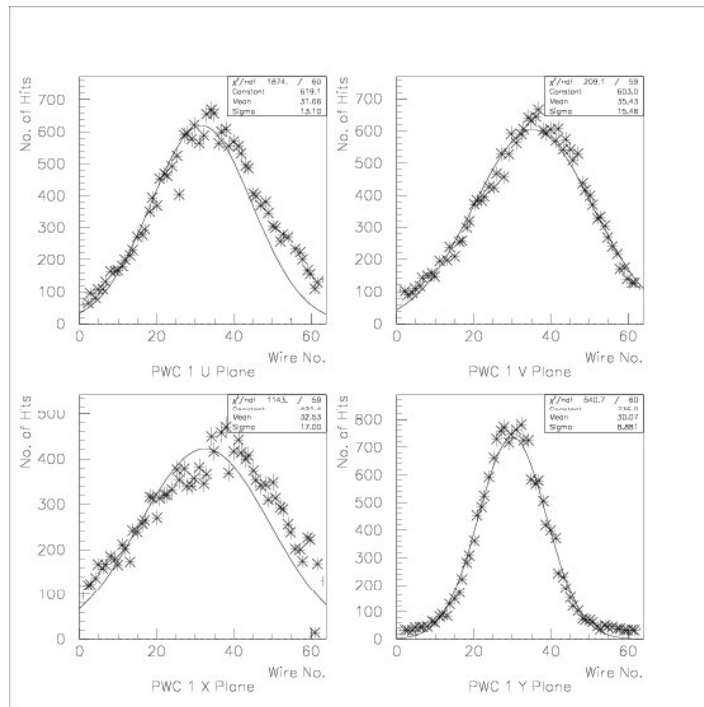 χ²/ndf 1874. / 60
Constant 619.1
Mean 31.66
Sigma 13.10
No. of Hits
700
600
500
400
300
200
100
0
0 20 40 60
Wire No.
PWC 1 U Plane
χ²/ndf 209.1 / 59
Constant 603.0
Mean 35.43
Sigma 15.48
No. of Hits
700
600
500
400
300
200
100
0
0 20 40 60
Wire No.
PWC 1 V Plane
χ²/ndf 1143. / 59
Constant
Mean 32.53
Sigma 17.00
No. of Hits
500
400
300
200
100
0
0 20 40 60
Wire No.
PWC 1 X Plane
χ²/ndf 540.7 / 60
Constant
Mean 30.07
Sigma 8.881
No. of Hits
800
700
600
500
400
300
200
100
0
0 20 40 60
Wire No.
PWC 1 Y Plane